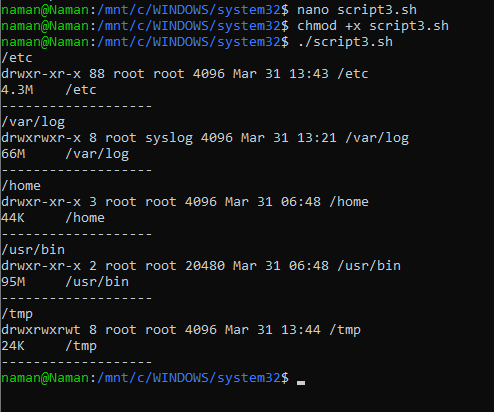 naman@Naman:/mnt/c/WINDOWS/system32$ nano script3.sh
naman@Naman:/mnt/c/WINDOWS/system32$ chmod +x script3.sh
naman@Naman:/mnt/c/WINDOWS/system32$ ./script3.sh
/etc
drwxr-xr-x 88 root root 4096 Mar 31 13:43 /etc
4.3M    /etc
-------------------
/var/log
drwxrwxr-x 8 root syslog 4096 Mar 31 13:21 /var/log
66M     /var/log
-------------------
/home
drwxr-xr-x 3 root root 4096 Mar 31 06:48 /home
44K     /home
-------------------
/usr/bin
drwxr-xr-x 2 root root 20480 Mar 31 06:48 /usr/bin
95M     /usr/bin
-------------------
/tmp
drwxrwxrwt 8 root root 4096 Mar 31 13:44 /tmp
24K     /tmp
-------------------
naman@Naman:/mnt/c/WINDOWS/system32$